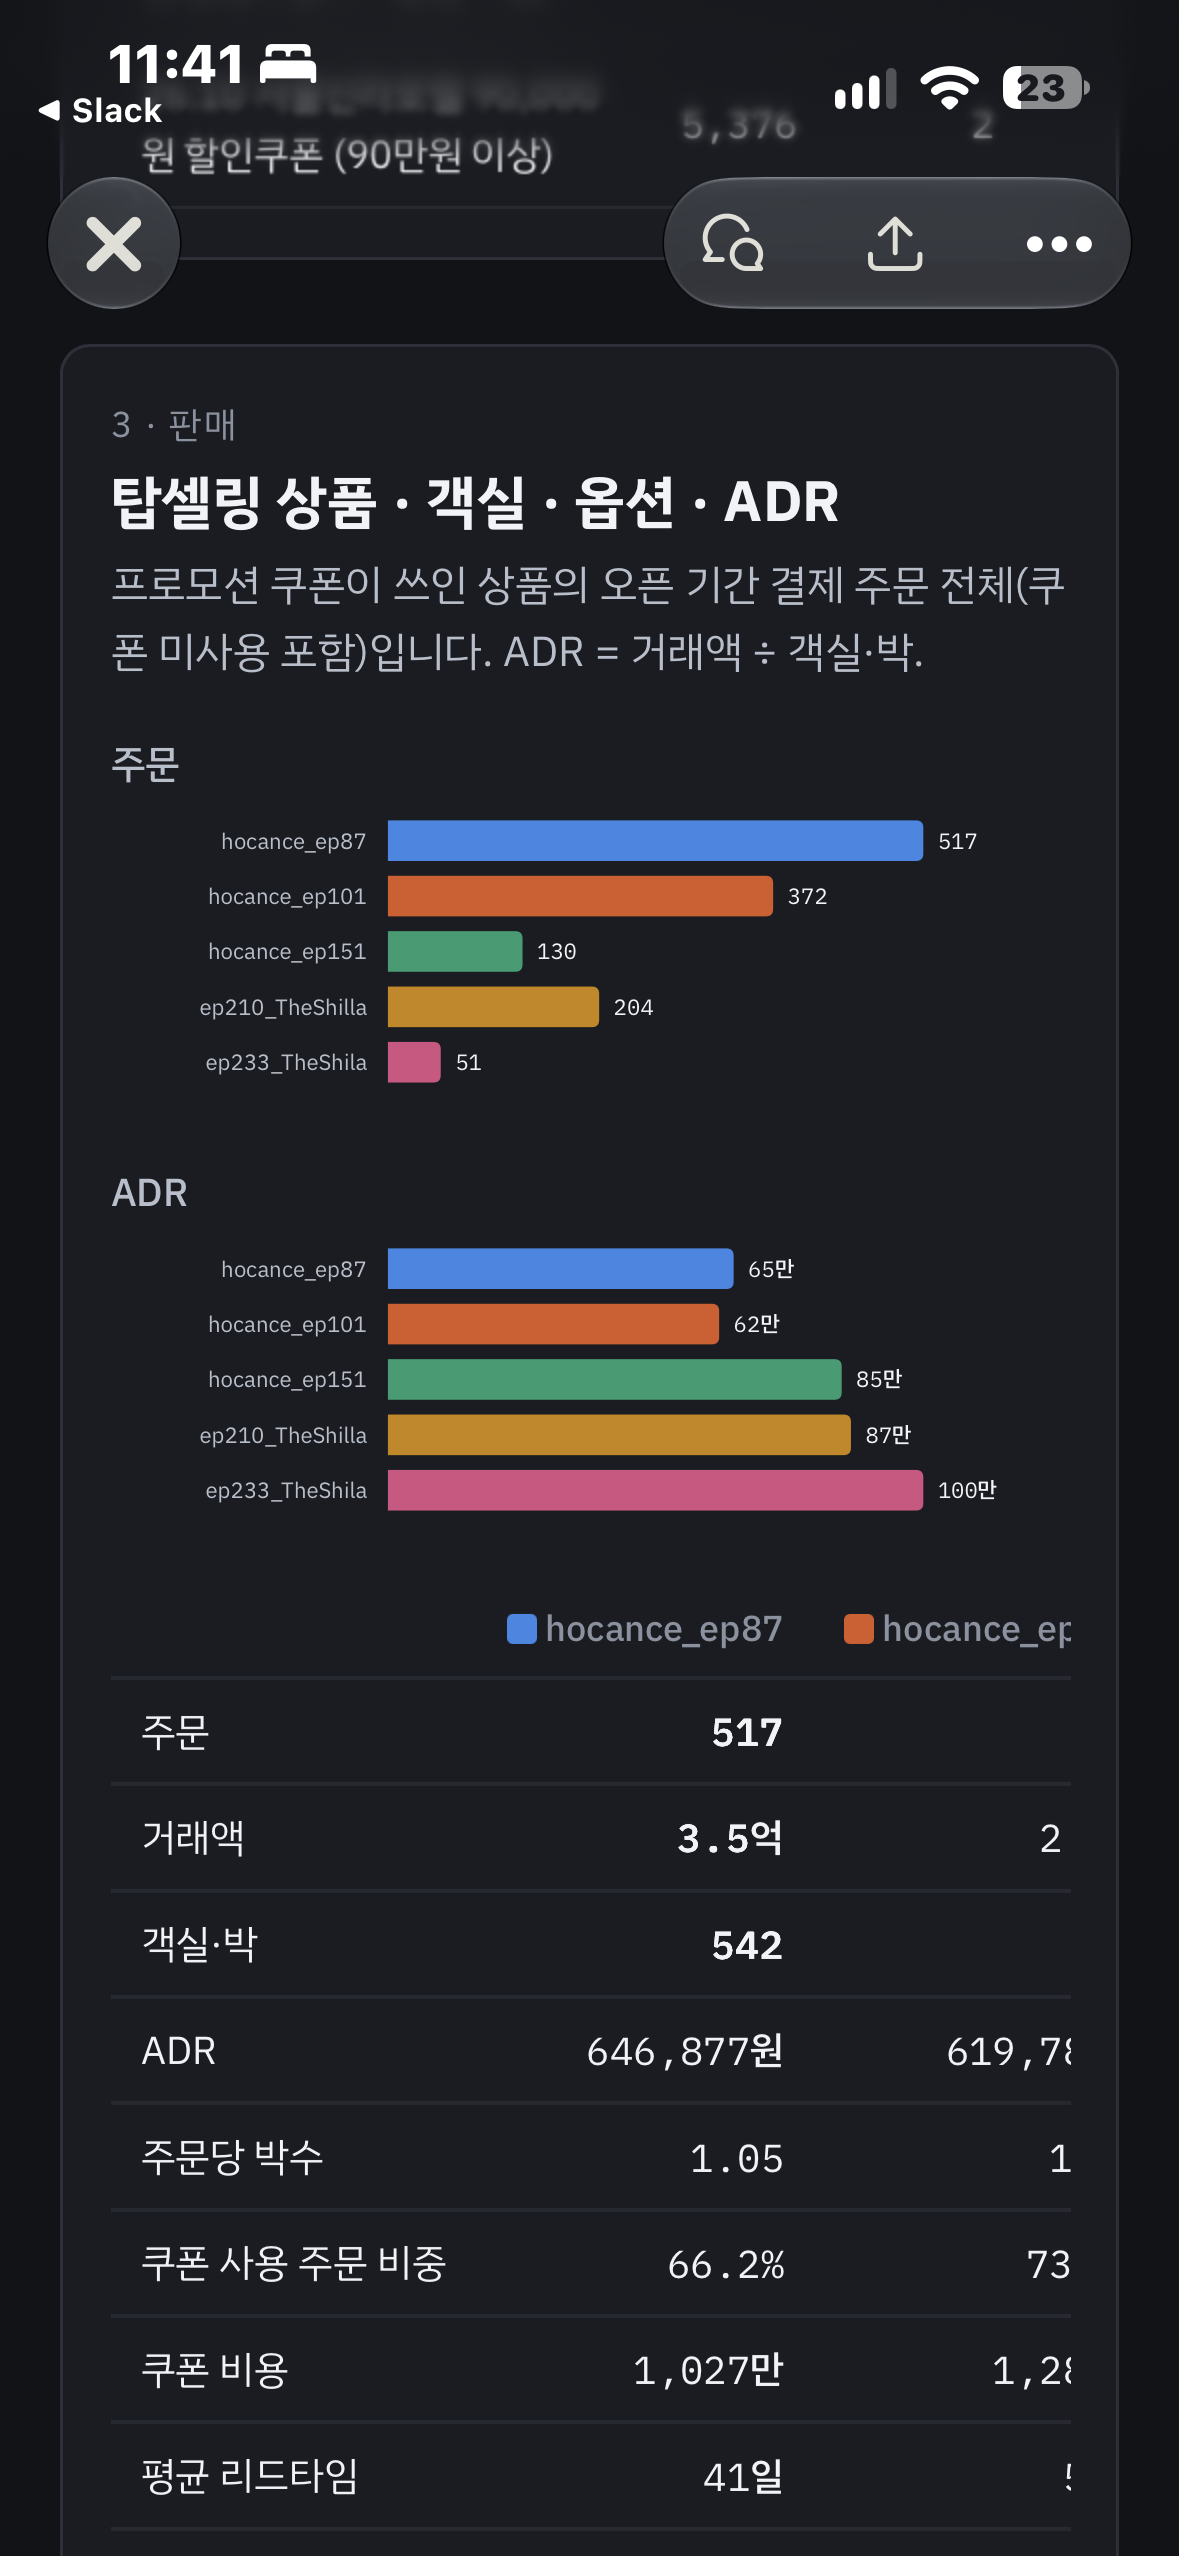 11:41
23
Slack
5,376 2
원 할인쿠폰 (90만원 이상)
3 · 판매
탑셀링 상품 · 객실 · 옵션 · ADR
프로모션 쿠폰이 쓰인 상품의 오픈 기간 결제 주문 전체(쿠
폰 미사용 포함)입니다. ADR = 거래액 ÷ 객실·박.
주문
hocance_ep87 517
hocance_ep101 372
hocance_ep151 130
ep210_TheShilla 204
ep233_TheShila 51
ADR
hocance_ep87 65만
hocance_ep101 62만
hocance_ep151 85만
ep210_TheShilla 87만
ep233_TheShila 100만
hocance_ep87 hocance_ep
주문 517
거래액 3.5억 2
객실·박 542
ADR 646,877원 619,78
주문당 박수 1.05 1
쿠폰 사용 주문 비중 66.2% 73
쿠폰 비용 1,027만 1,28
평균 리드타임 41일 5